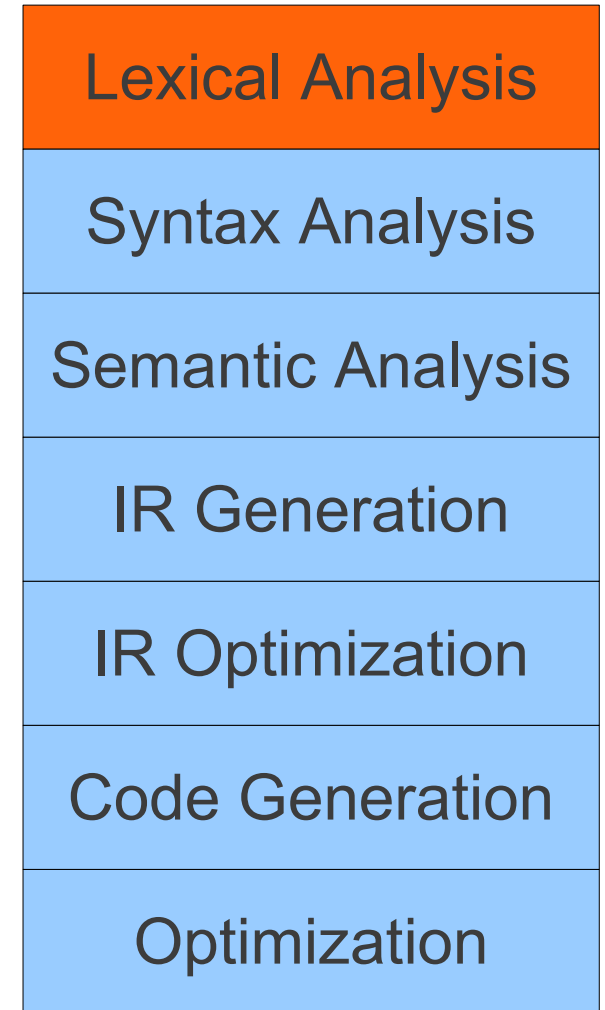 Lexical Analysis
Syntax Analysis
Semantic Analysis
IR Generation
IR Optimization
Code Generation
Optimization